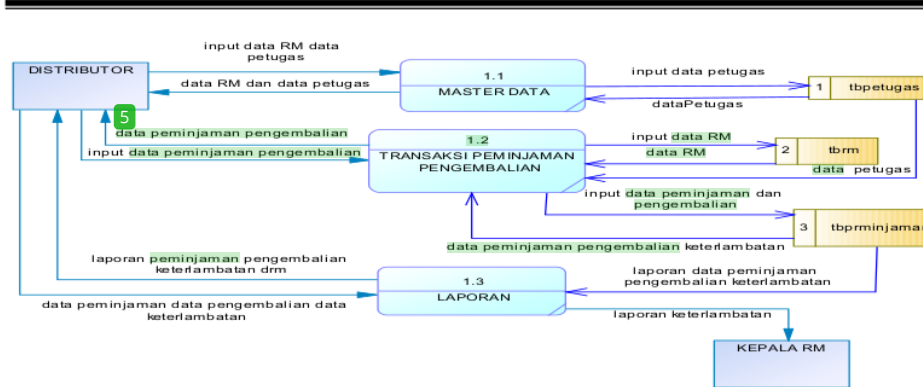 input data RM data
petugas
DISTRIBUTOR
data RM dan data petugas
1.1
MASTER DATA
input data petugas
dataPetugas
1
tbpetugas
5
data peminjaman pengembalian
input data peminjaman pengembalian
1.2
TRANSAKSI PEMINJAMAN
PENGEMBALIAN
input data RM
data RM
2
tbrm
data petugas
input data peminjaman dan
pengembalian
3
tbprminjama
data peminjaman pengembalian keterlambatan
laporan peminjaman pengembalian
keterlambatan drm
1.3
LAPORAN
laporan data peminjaman
pengembalian keterlambatan
data peminjaman data pengembalian data
keterlambatan
laporan keterlambatan
KEPALA RM